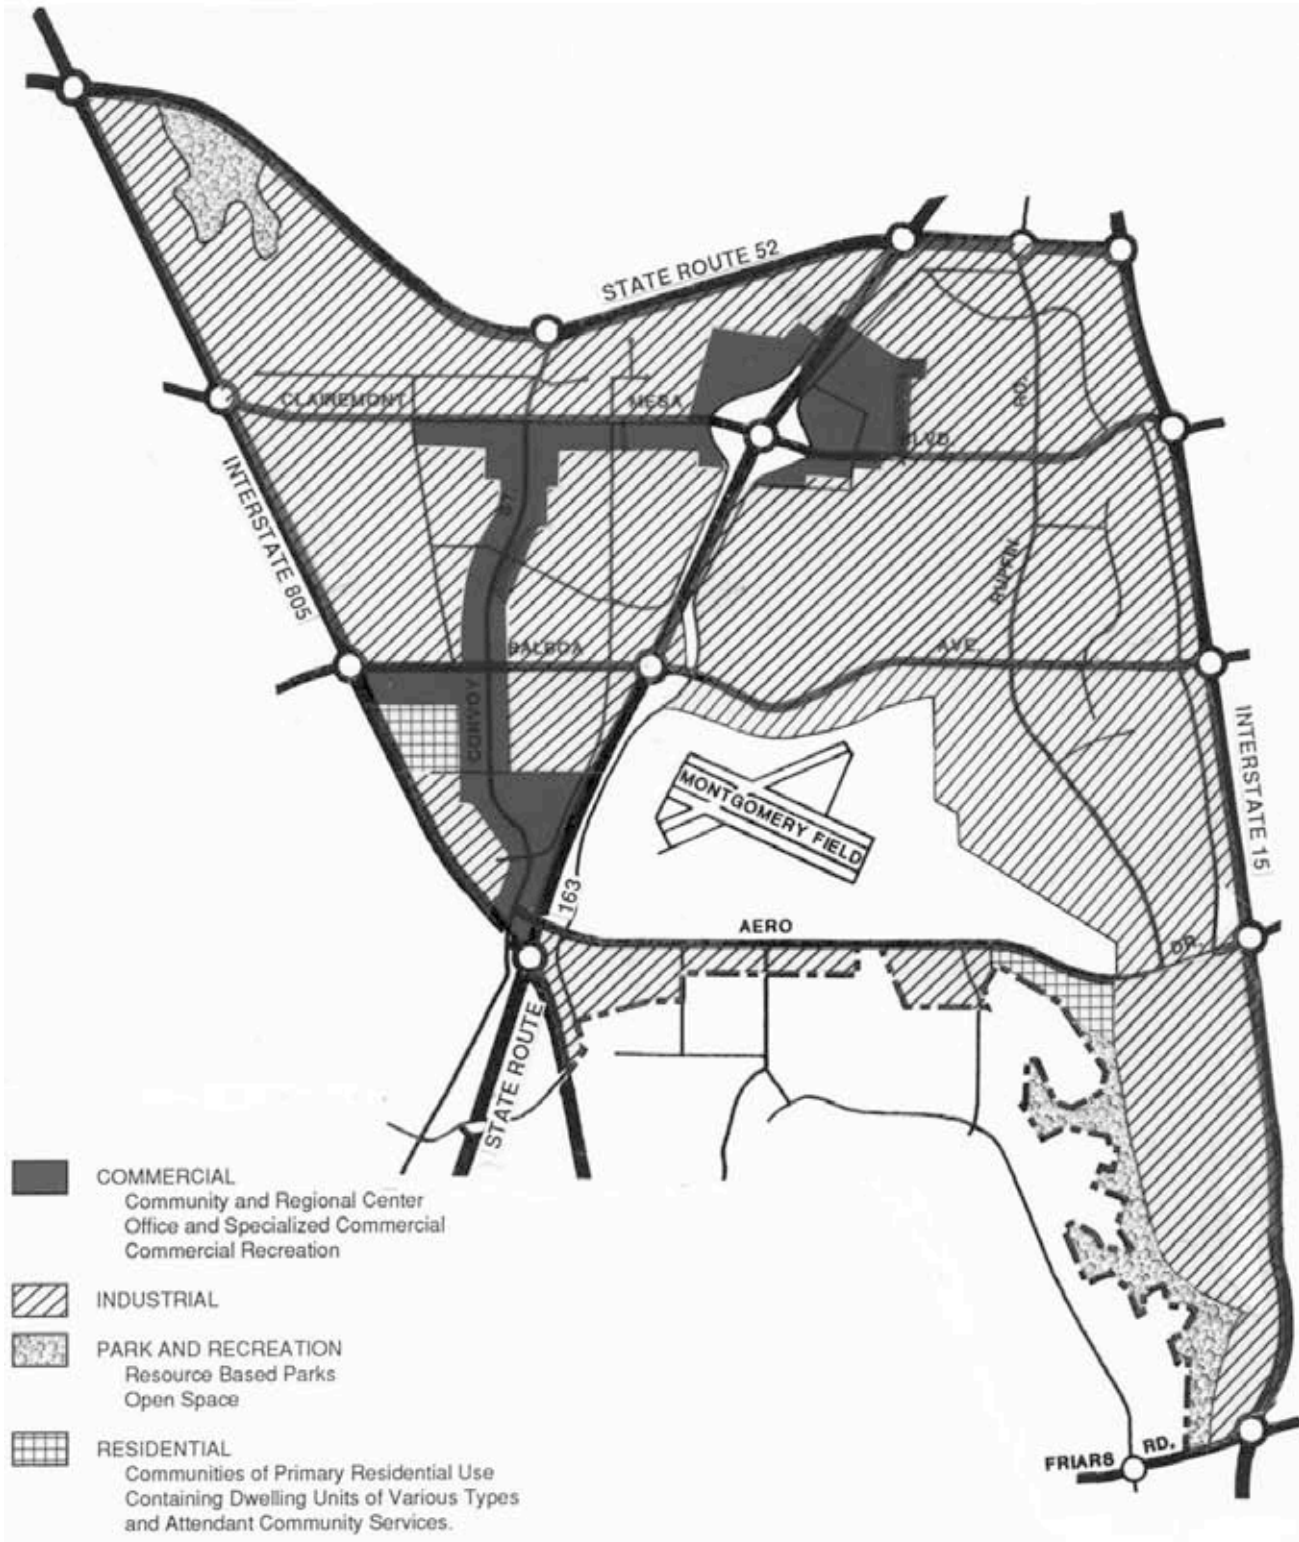 STATE ROUTE 52
CLAIREMONT
MESA
BLVD.
RD.
ST.
INTERSTATE 805
RUFFIN
BALBOA
AVE.
CONVOY
INTERSTATE 15
MONTGOMERY FIELD
163
AERO
DR.
STATE ROUTE
COMMERCIAL
Community and Regional Center
Office and Specialized Commercial
Commercial Recreation
INDUSTRIAL
PARK AND RECREATION
Resource Based Parks
Open Space
RESIDENTIAL
Communities of Primary Residential Use
Containing Dwelling Units of Various Types
and Attendant Community Services.
FRIARS RD.